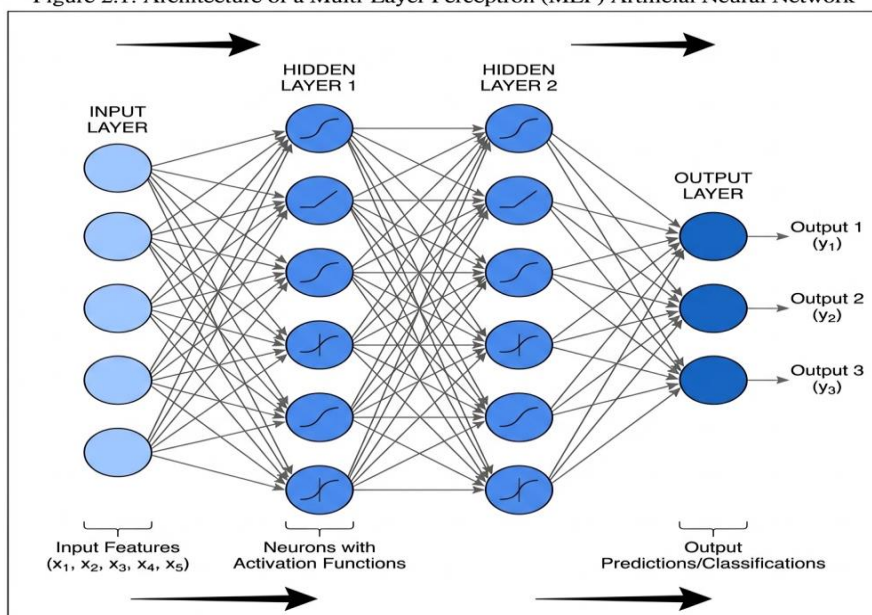 Figure 2.1: Architecture of a Multi-Layer Perception (MLP) Artificial Neural Network
INPUT
LAYER
HIDDEN
LAYER 1
HIDDEN
LAYER 2
OUTPUT
LAYER
Output 1
(y₁)
Output 2
(y₂)
Output 3
(y₃)
Input Features
(x₁, x₂, x₃, x₄, x₅)
Neurons with
Activation Functions
Output
Predictions/Classifications